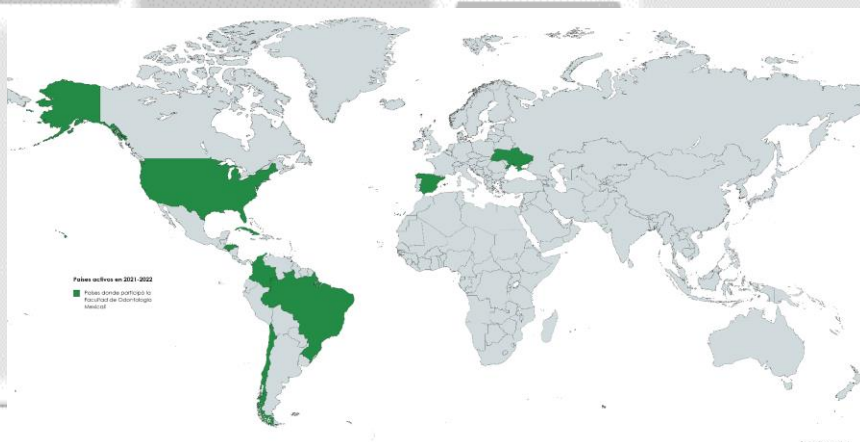 Países activos en 2021-2022
Países donde participó la
Facultad de Odontología
Mexicali